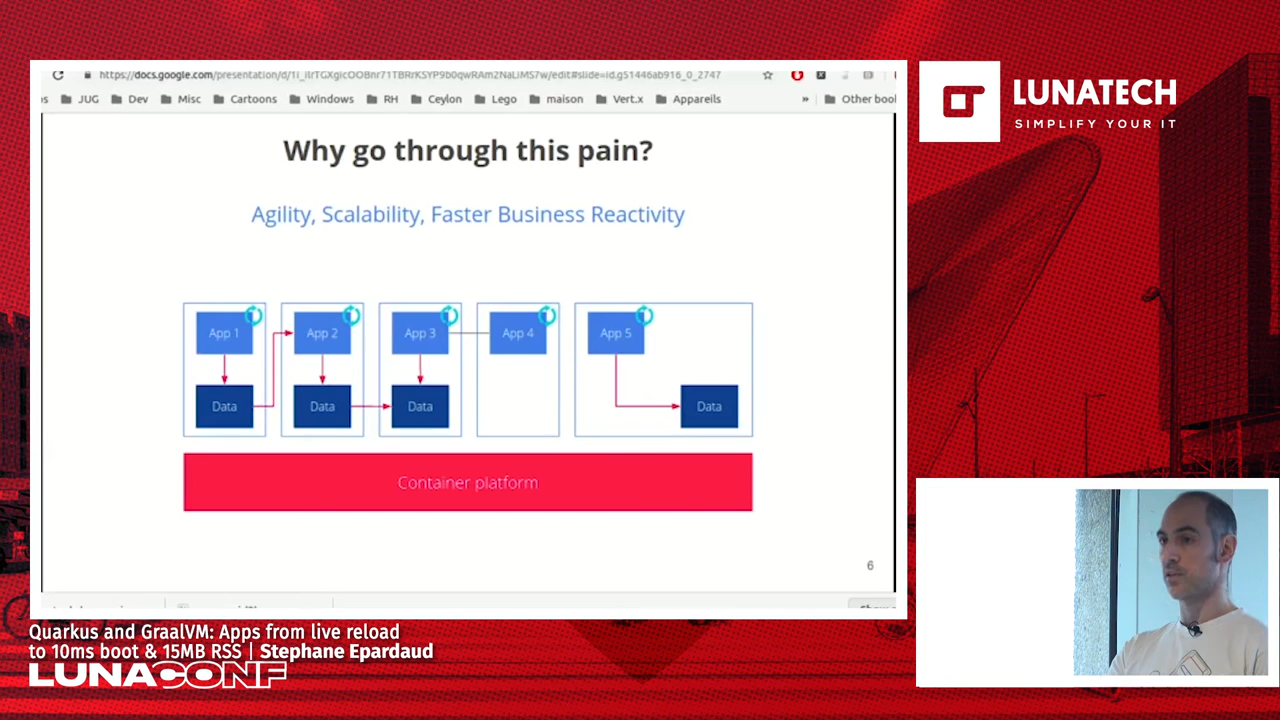 https://docs.google.com/presentation/d/1i_ilrTGXgicOOBnr71TBRrKSYP9b0qwRAm2NaLiMS7w/edit#slide=id.g51446ab916_0_2747
JUG Dev Misc Cartoons Windows RH Ceylon Lego maison Vert.x Appareils » Other bool
Why go through this pain?
Agility, Scalability, Faster Business Reactivity
App 1 App 2 App 3 App 4 App 5
Data Data Data Data
Container platform
6
LUNATECH
SIMPLIFY YOUR IT
Quarkus and GraalVM: Apps from live reload
to 10ms boot & 15MB RSS | Stephane Epardaud
LUNACONF